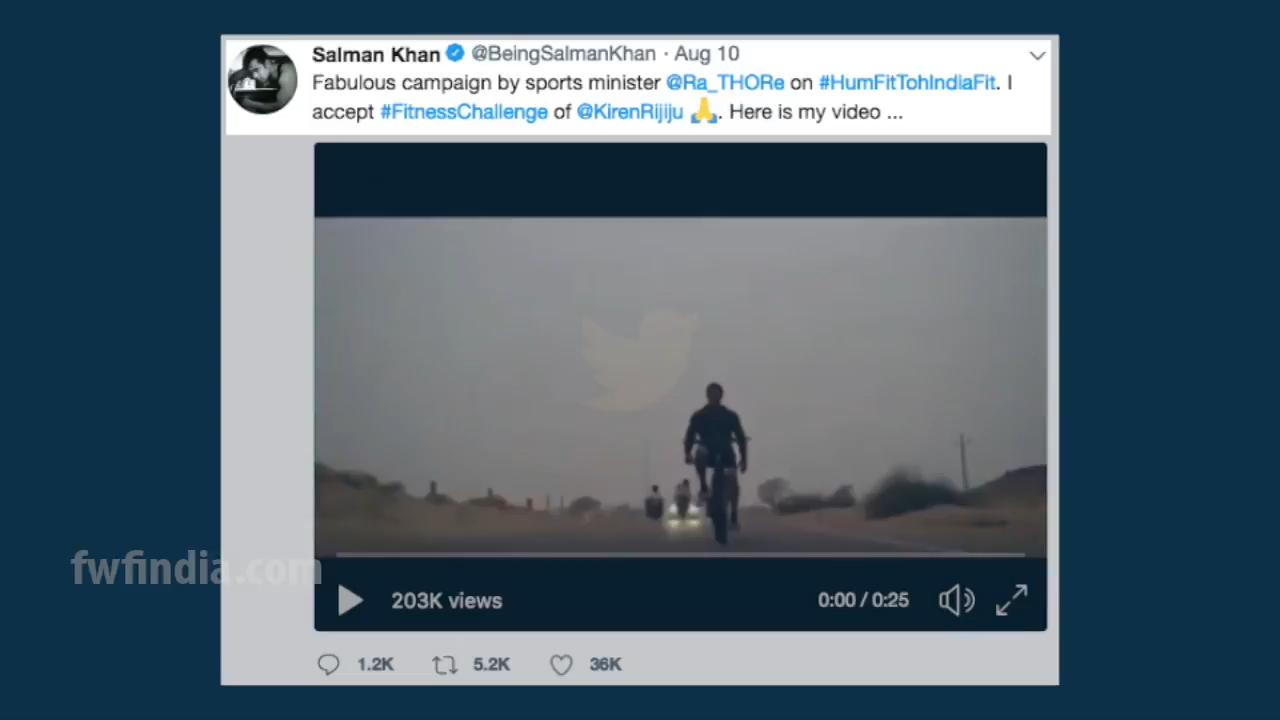 Salman Khan @BeingSalmanKhan · Aug 10
Fabulous campaign by sports minister @Ra_THORe on #HumFitTohIndiaFit. I
accept #FitnessChallenge of @KirenRijiju 🙏. Here is my video ...
fwfindia.com
203K views
0:00 / 0:25
1.2K
5.2K
36K